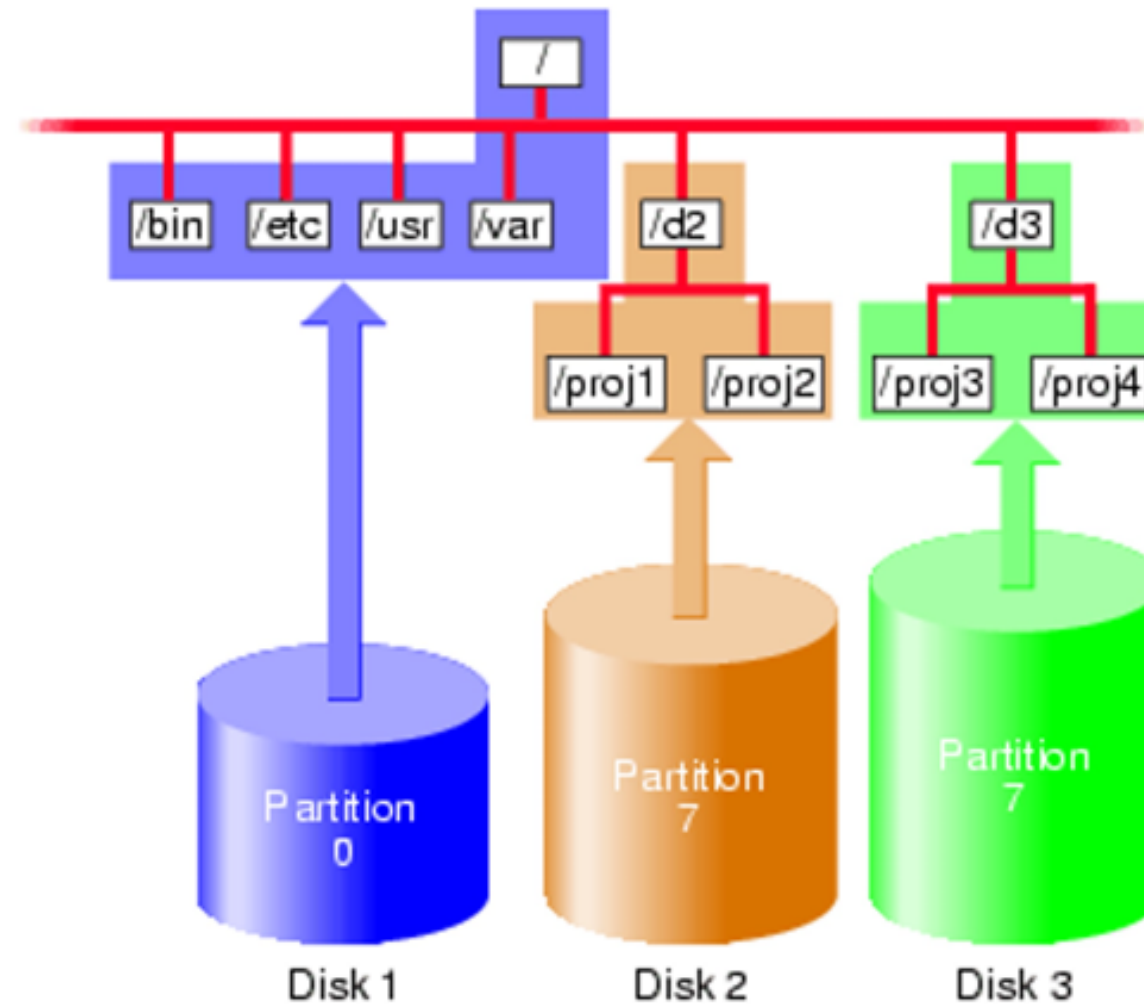 /
/bin /etc /usr /var /d2 /d3
/proj1 /proj2 /proj3 /proj4
Partition
0
Partition
7
Partition
7
Disk 1 Disk 2 Disk 3